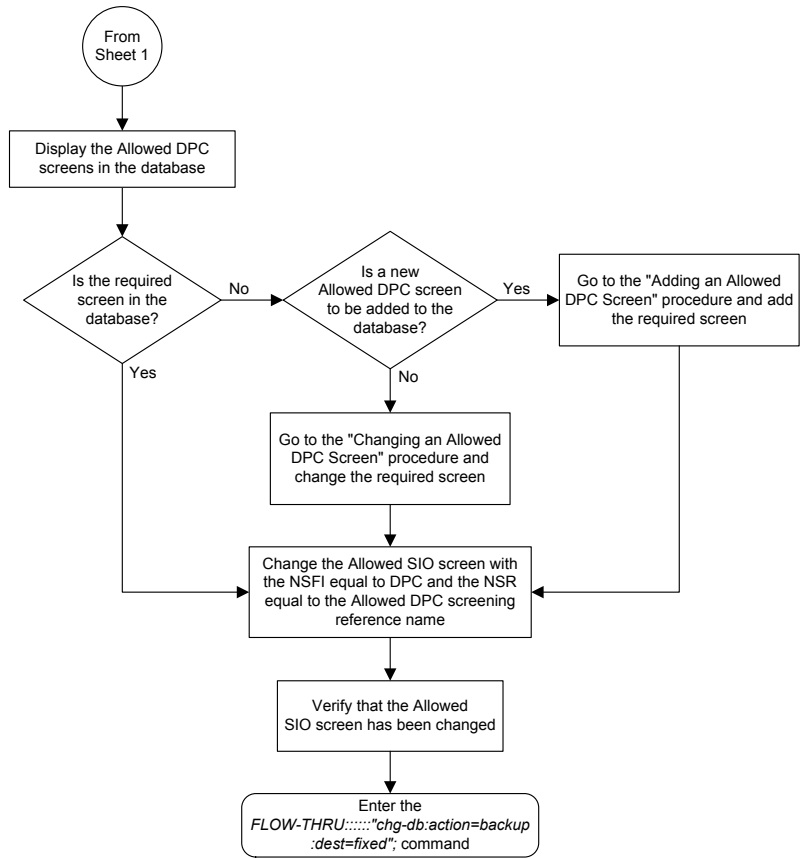 From
Sheet 1
Display the Allowed DPC
screens in the database
Is the required
screen in the
database?
No
Yes
Is a new
Allowed DPC screen
to be added to the
database?
Yes
No
Go to the "Adding an Allowed
DPC Screen" procedure and add
the required screen
Go to the "Changing an Allowed
DPC Screen" procedure and
change the required screen
Change the Allowed SIO screen with
the NSFI equal to DPC and the NSR
equal to the Allowed DPC screening
reference name
Verify that the Allowed
SIO screen has been changed
Enter the
FLOW-THRU::::::"chg-db:action=backup
:dest=fixed"; command